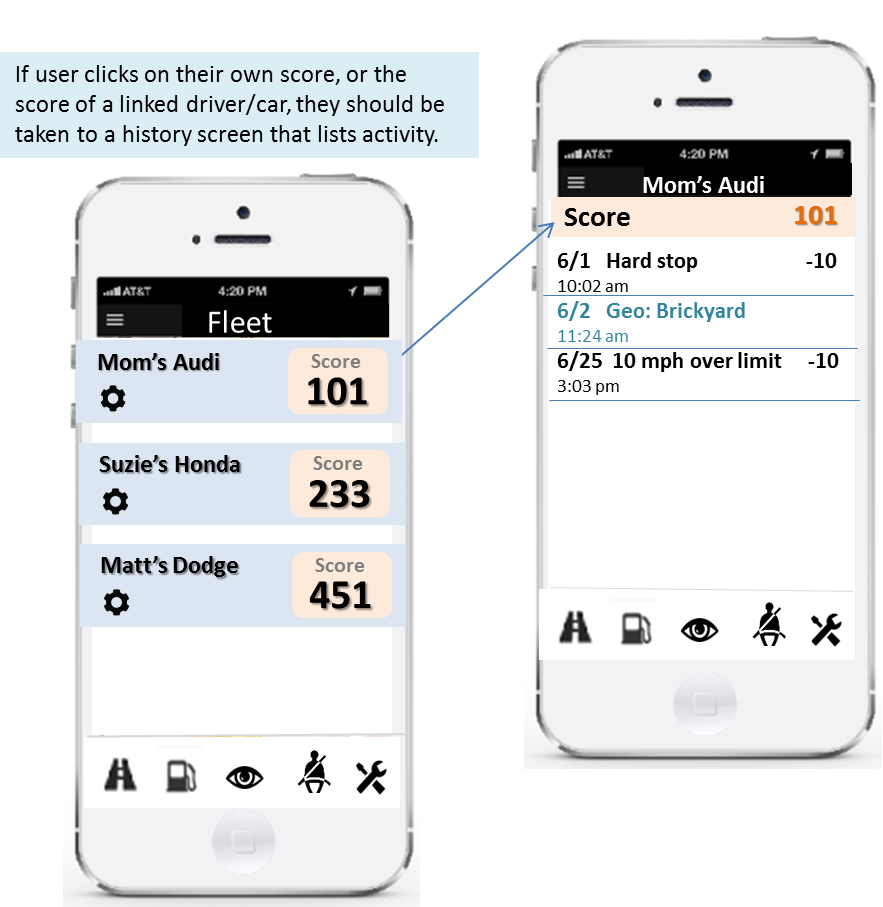 If user clicks on their own score, or the
score of a linked driver/car, they should be
taken to a history screen that lists activity.
AT&T 4:20 PM
Fleet
Mom's Audi Score
101
Suzie's Honda Score
233
Matt's Dodge Score
451
AT&T 4:20 PM
Mom's Audi
Score 101
6/1 Hard stop -10
10:02 am
6/2 Geo: Brickyard
11:24 am
6/25 10 mph over limit -10
3:03 pm